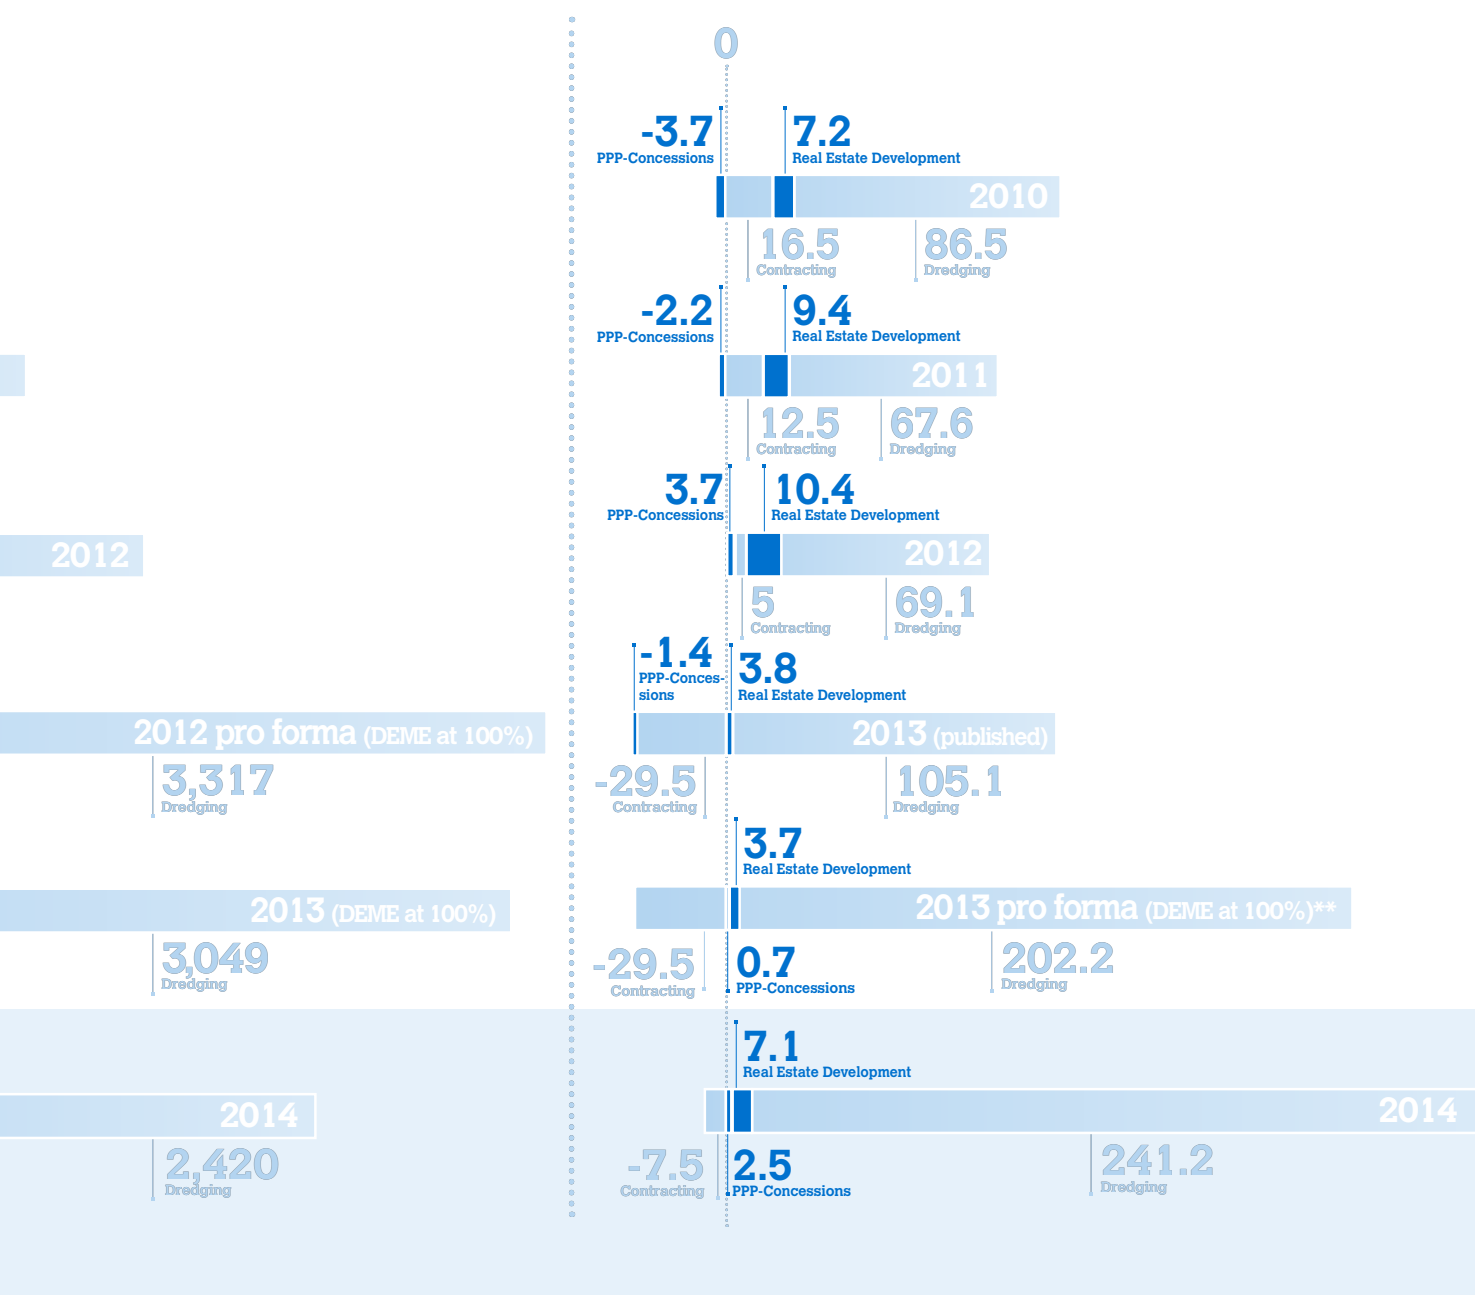 0
-3.7
PPP-Concessions
7.2
Real Estate Development
2010
16.5
Contracting
86.5
Dredging
-2.2
PPP-Concessions
9.4
Real Estate Development
2011
12.5
Contracting
67.6
Dredging
3.7
PPP-Concessions
10.4
Real Estate Development
2012
2012
5
Contracting
69.1
Dredging
-1.4
PPP-Conces-
sions
3.8
Real Estate Development
2012 pro forma (DEME at 100%)
3,317
Dredging
2013 (published)
-29.5
Contracting
105.1
Dredging
3.7
Real Estate Development
2013 (DEME at 100%)
3,049
Dredging
2013 pro forma (DEME at 100%)**
-29.5
Contracting
0.7
PPP-Concessions
202.2
Dredging
7.1
Real Estate Development
2014
2,420
Dredging
2014
-7.5
Contracting
2.5
PPP-Concessions
241.2
Dredging